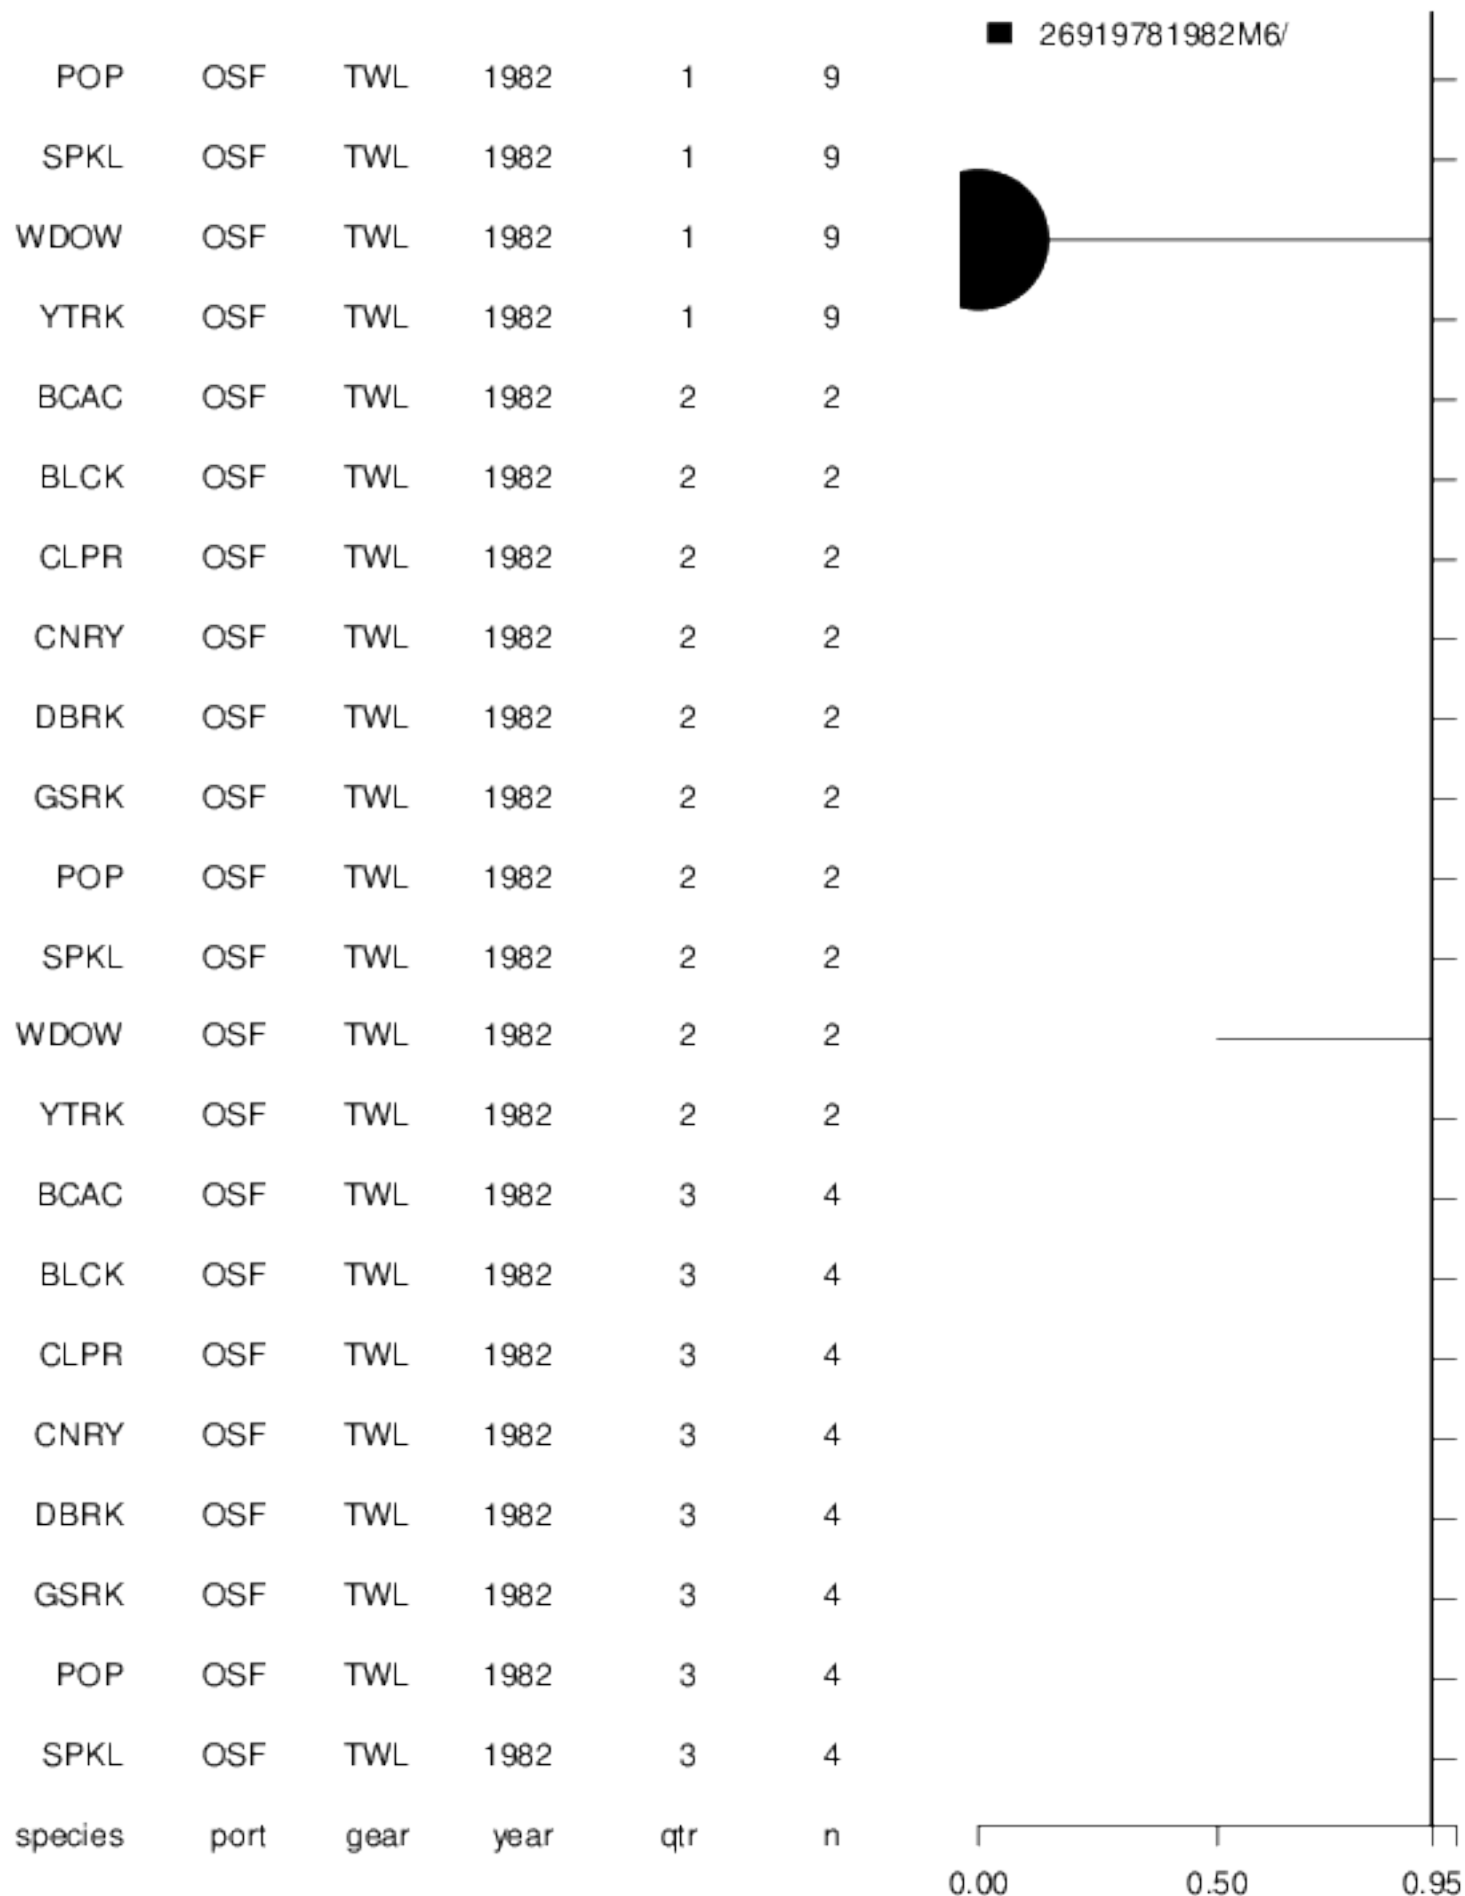 26919781982M6/
POP OSF TWL 1982 1 9
SPKL OSF TWL 1982 1 9
WDOW OSF TWL 1982 1 9
YTRK OSF TWL 1982 1 9
BCAC OSF TWL 1982 2 2
BLCK OSF TWL 1982 2 2
CLPR OSF TWL 1982 2 2
CNRY OSF TWL 1982 2 2
DBRK OSF TWL 1982 2 2
GSRK OSF TWL 1982 2 2
POP OSF TWL 1982 2 2
SPKL OSF TWL 1982 2 2
WDOW OSF TWL 1982 2 2
YTRK OSF TWL 1982 2 2
BCAC OSF TWL 1982 3 4
BLCK OSF TWL 1982 3 4
CLPR OSF TWL 1982 3 4
CNRY OSF TWL 1982 3 4
DBRK OSF TWL 1982 3 4
GSRK OSF TWL 1982 3 4
POP OSF TWL 1982 3 4
SPKL OSF TWL 1982 3 4
species port gear year qtr n
0.00 0.50 0.95